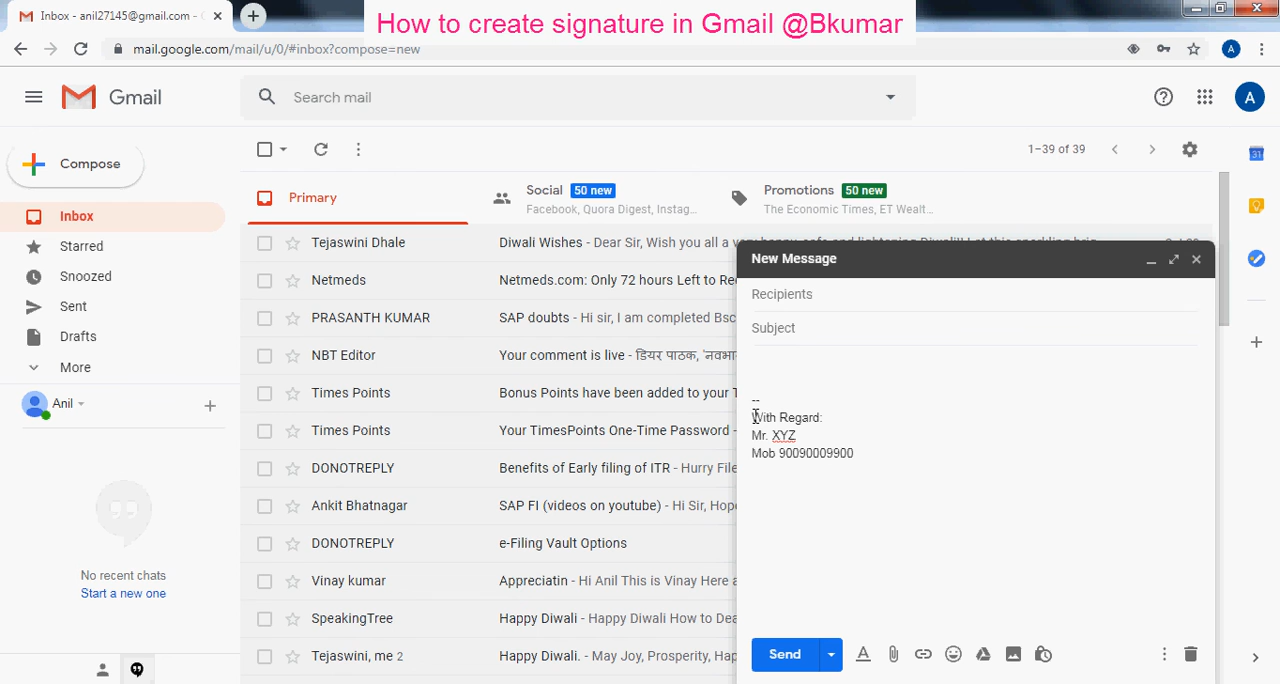 Inbox - anil27145@gmail.com -
How to create signature in Gmail @Bkumar
mail.google.com/mail/u/0/#inbox?compose=new
A
Gmail
Search mail
A
Compose
1–39 of 39
31
Primary
Social 50 new
Facebook, Quora Digest, Instag…
Promotions 50 new
The Economic Times, ET Wealt…
Inbox
Starred
Snoozed
Sent
Drafts
More
Anil
No recent chats
Start a new one
Tejaswini Dhale Diwali Wishes - Dear Sir, Wish you all a
Netmeds Netmeds.com: Only 72 hours Left to
PRASANTH KUMAR SAP doubts - Hi sir, I am completed Bsc
NBT Editor Your comment is live - डियर पाठक,
Times Points Bonus Points have been added to your
Times Points Your TimesPoints One-Time Password -
DONOTREPLY Benefits of Early filing of ITR - Hurry File
Ankit Bhatnagar SAP FI (videos on youtube) - Hi Sir,
DONOTREPLY e-Filing Vault Options
Vinay kumar Appreciatin - Hi Anil This is Vinay Here
SpeakingTree Happy Diwali - Happy Diwali How to
Tejaswini, me 2 Happy Diwali. - May Joy, Prosperity,
New Message
Recipients
Subject
--
With Regard:
Mr. XYZ
Mob 90090009900
Send